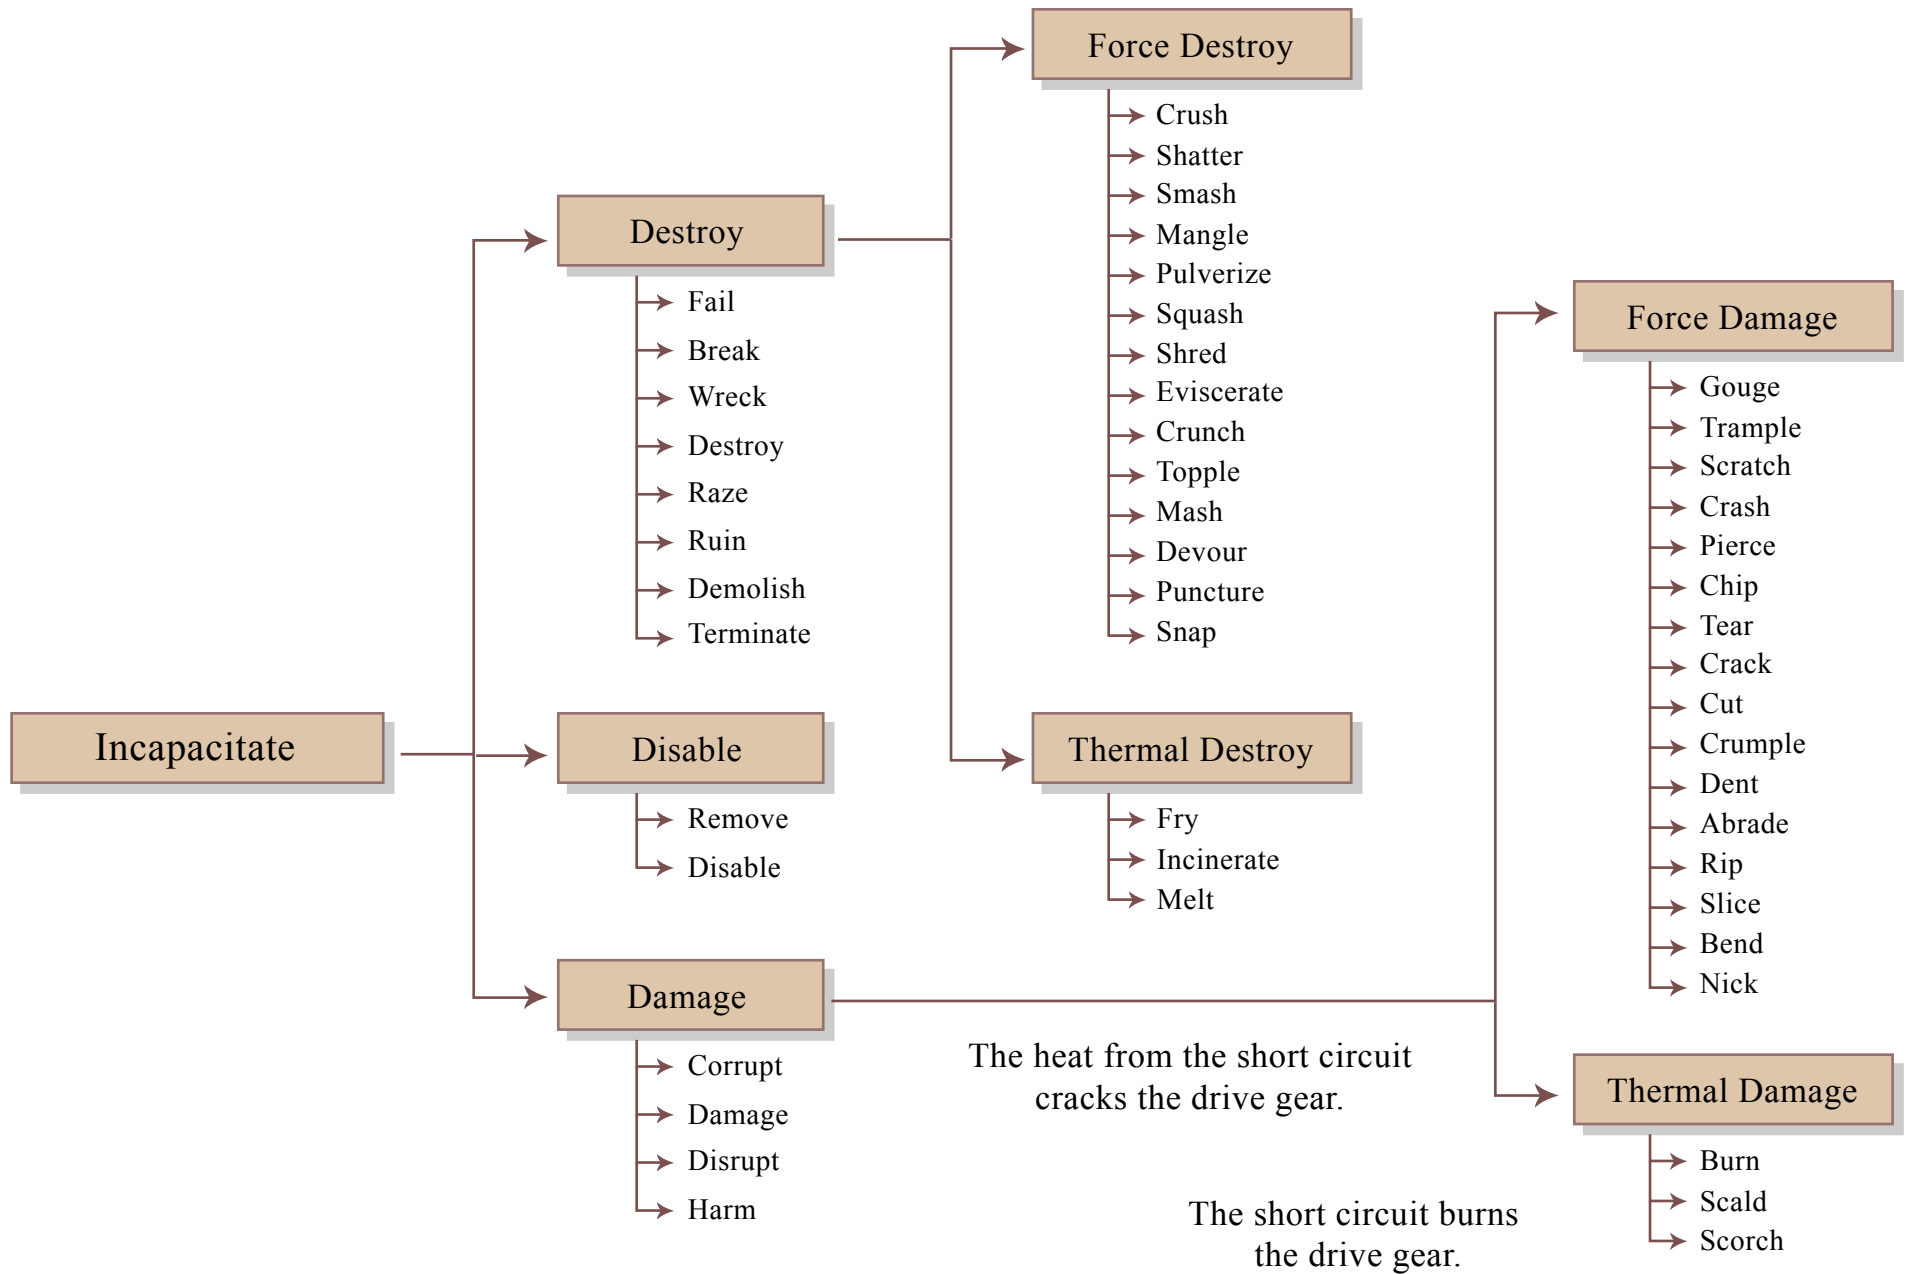 Incapacitate
Destroy
Fail
Break
Wreck
Destroy
Raze
Ruin
Demolish
Terminate
Disable
Remove
Disable
Damage
Corrupt
Damage
Disrupt
Harm
Force Destroy
Crush
Shatter
Smash
Mangle
Pulverize
Squash
Shred
Eviscerate
Crunch
Topple
Mash
Devour
Puncture
Snap
Thermal Destroy
Fry
Incinerate
Melt
The heat from the short circuit
cracks the drive gear.
The short circuit burns
the drive gear.
Force Damage
Gouge
Trample
Scratch
Crash
Pierce
Chip
Tear
Crack
Cut
Crumple
Dent
Abrade
Rip
Slice
Bend
Nick
Thermal Damage
Burn
Scald
Scorch